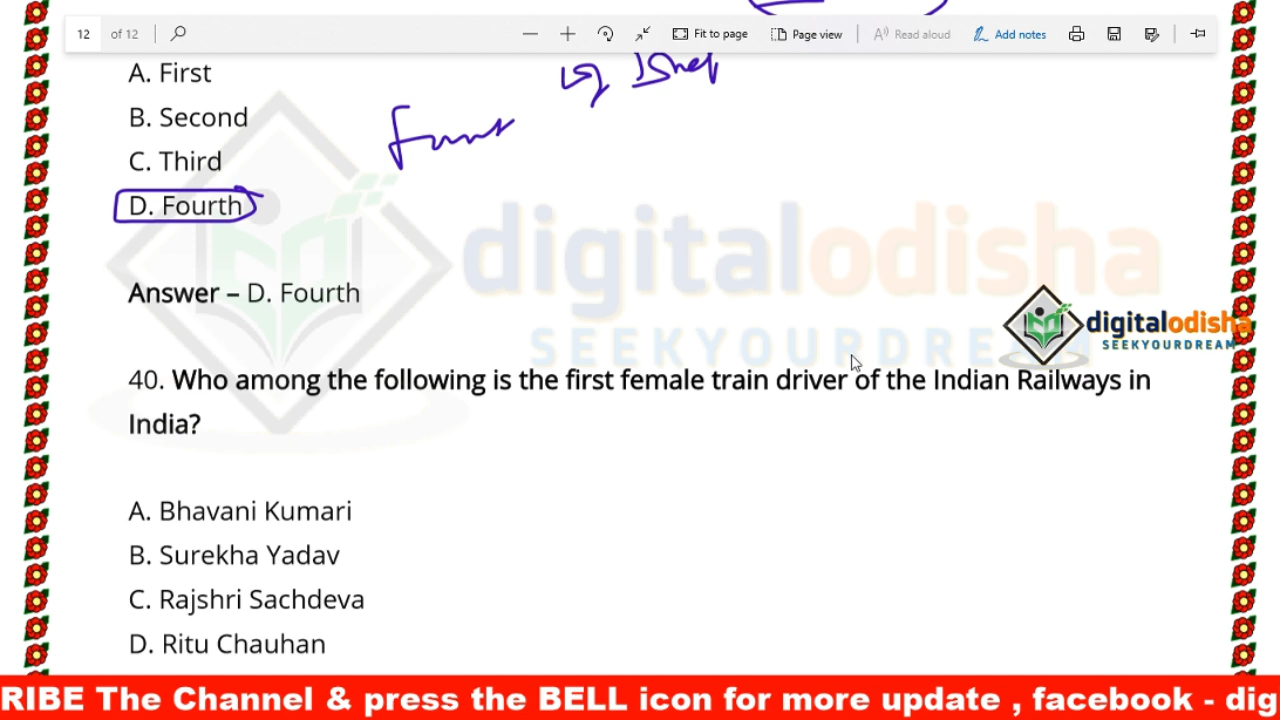 12 of 12 Fit to page Page view Read aloud Add notes
A. First
B. Second
C. Third
D. Fourth
digitalodisha
SEEKYOURDREAM
Answer – D. Fourth
digitalodisha
SEEKYOURDREAM
40. Who among the following is the first female train driver of the Indian Railways in
India?
A. Bhavani Kumari
B. Surekha Yadav
C. Rajshri Sachdeva
D. Ritu Chauhan
RIBE The Channel & press the BELL icon for more update , facebook - dig